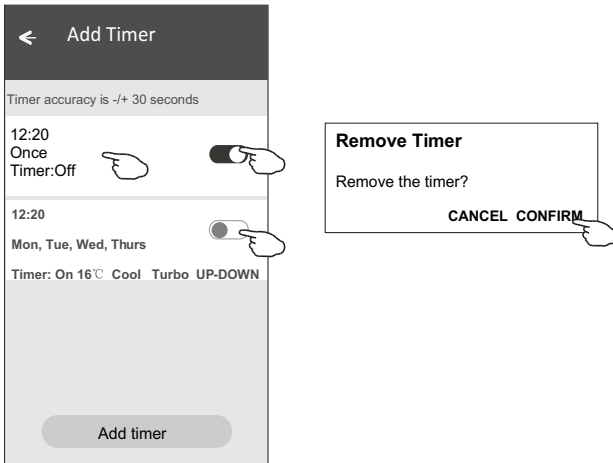 Add Timer
Timer accuracy is -/+ 30 seconds
12:20
Once
Timer:Off
12:20
Mon, Tue, Wed, Thurs
Timer: On 16℃ Cool Turbo UP-DOWN
Add timer
Remove Timer
Remove the timer?
CANCEL CONFIRM